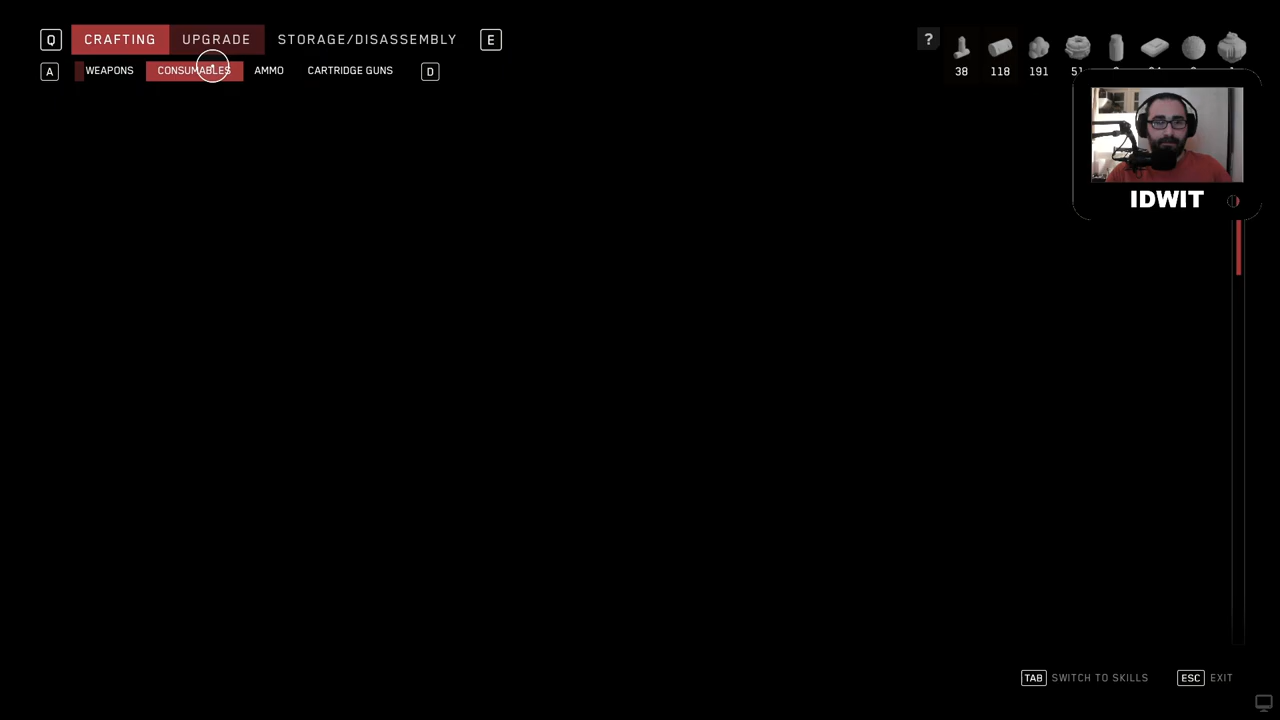 Q CRAFTING UPGRADE STORAGE/DISASSEMBLY E
A WEAPONS CONSUMABLES AMMO CARTRIDGE GUNS D
?
38 118 191
IDWIT
TAB SWITCH TO SKILLS ESC EXIT